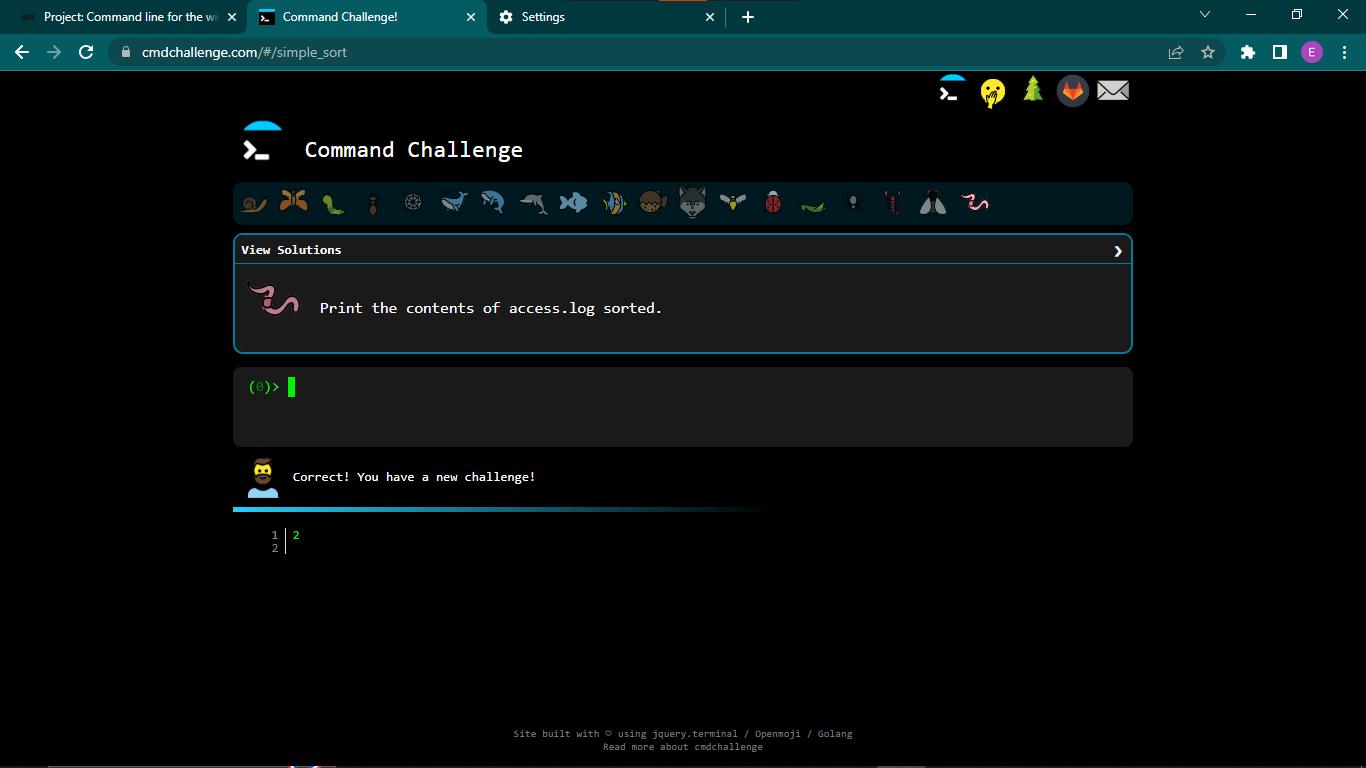 Project: Command line for the wi
Command Challenge!
Settings
cmdchallenge.com/#/simple_sort
E
Command Challenge
View Solutions
Print the contents of access.log sorted.
(0)>
Correct! You have a new challenge!
1 2
2
Site built with ♡ using jquery.terminal / Openmoji / Golang
Read more about cmdchallenge